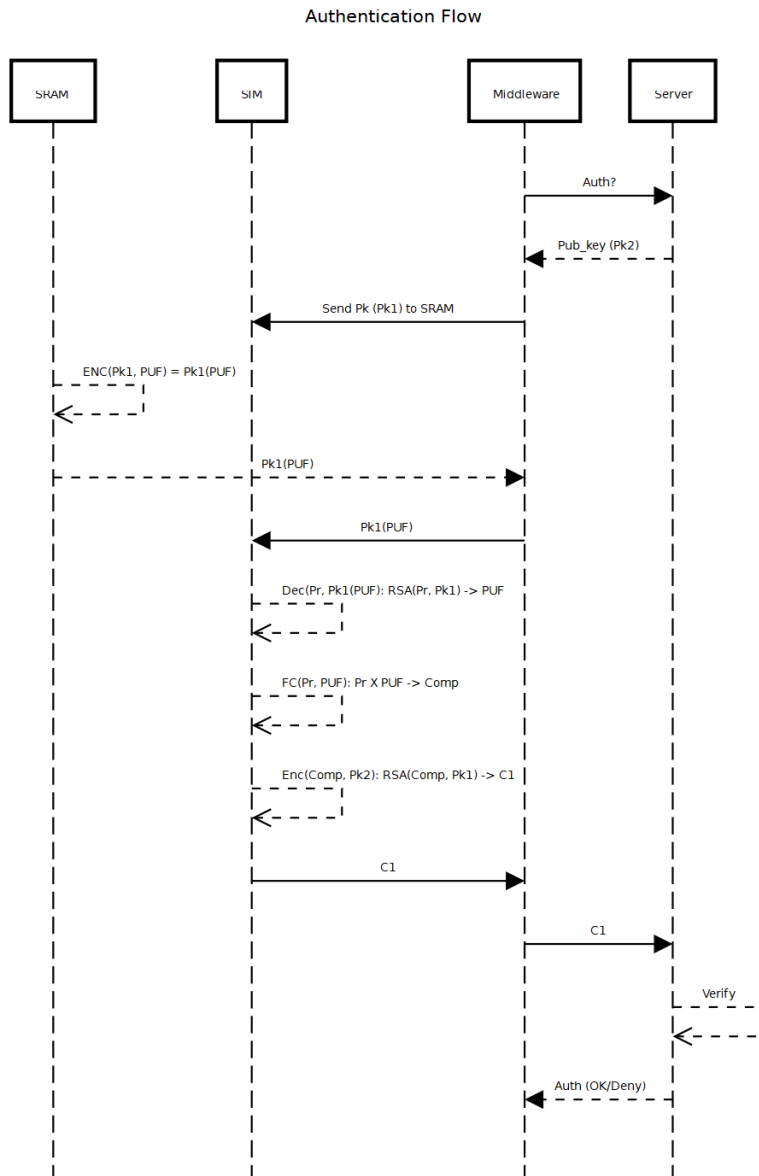 Authentication Flow
SRAM
SIM
Middleware
Server
Auth?
Pub_key (Pk2)
Send Pk (Pk1) to SRAM
ENC(Pk1, PUF) = Pk1(PUF)
Pk1(PUF)
Pk1(PUF)
Dec(Pr, Pk1(PUF): RSA(Pr, Pk1) -> PUF
FC(Pr, PUF): Pr X PUF -> Comp
Enc(Comp, Pk2): RSA(Comp, Pk1) -> C1
C1
C1
Verify
Auth (OK/Deny)